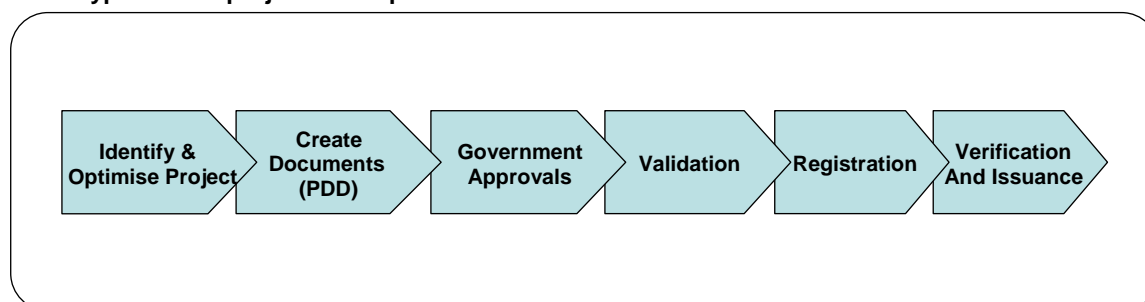 Identify &
Optimise Project
Create
Documents
(PDD)
Government
Approvals
Validation
Registration
Verification
And Issuance